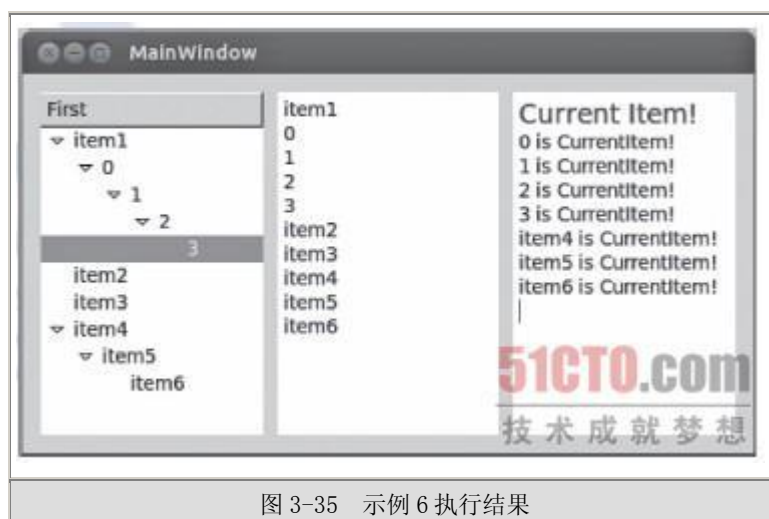 MainWindow
First
item1
0
1
2
3
item2
item3
item4
item5
item6
item1
0
1
2
3
item2
item3
item4
item5
item6
Current Item!
0 is CurrentItem!
1 is CurrentItem!
2 is CurrentItem!
3 is CurrentItem!
item4 is CurrentItem!
item5 is CurrentItem!
item6 is CurrentItem!
51CTO.com
技术成就梦想
图 3-35 示例 6 执行结果